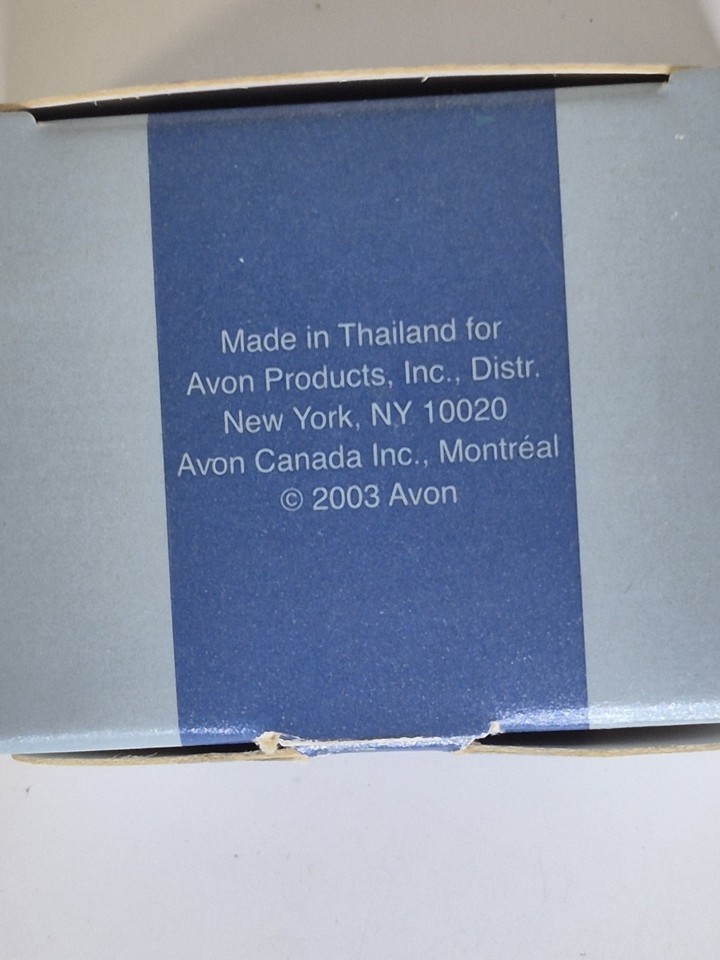 Made in Thailand for
Avon Products, Inc., Distr.
New York, NY 10020
Avon Canada Inc., Montréal
© 2003 Avon